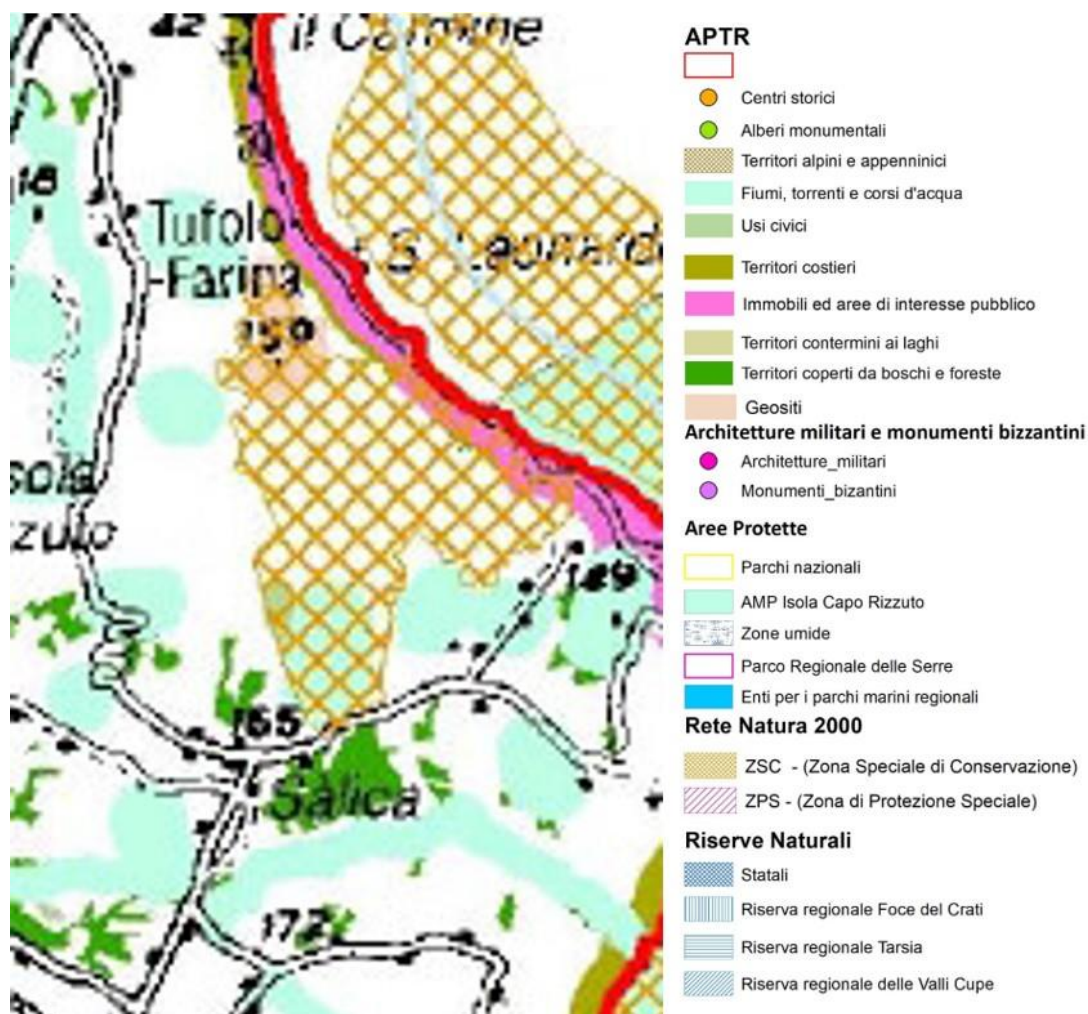 42
il Carmine
18
Tufolo
-Farina
S. Leonardo
159
sola
zzuto
149
165
Salica
172
APTR
Centri storici
Alberi monumentali
Territori alpini e appenninici
Fiumi, torrenti e corsi d'acqua
Usi civici
Territori costieri
Immobili ed aree di interesse pubblico
Territori contermini ai laghi
Territori coperti da boschi e foreste
Geositi
Architetture militari e monumenti bizzantini
Architetture_militari
Monumenti_bizantini
Aree Protette
Parchi nazionali
AMP Isola Capo Rizzuto
Zone umide
Parco Regionale delle Serre
Enti per i parchi marini regionali
Rete Natura 2000
ZSC - (Zona Speciale di Conservazione)
ZPS - (Zona di Protezione Speciale)
Riserve Naturali
Statali
Riserva regionale Foce del Crati
Riserva regionale Tarsia
Riserva regionale delle Valli Cupe